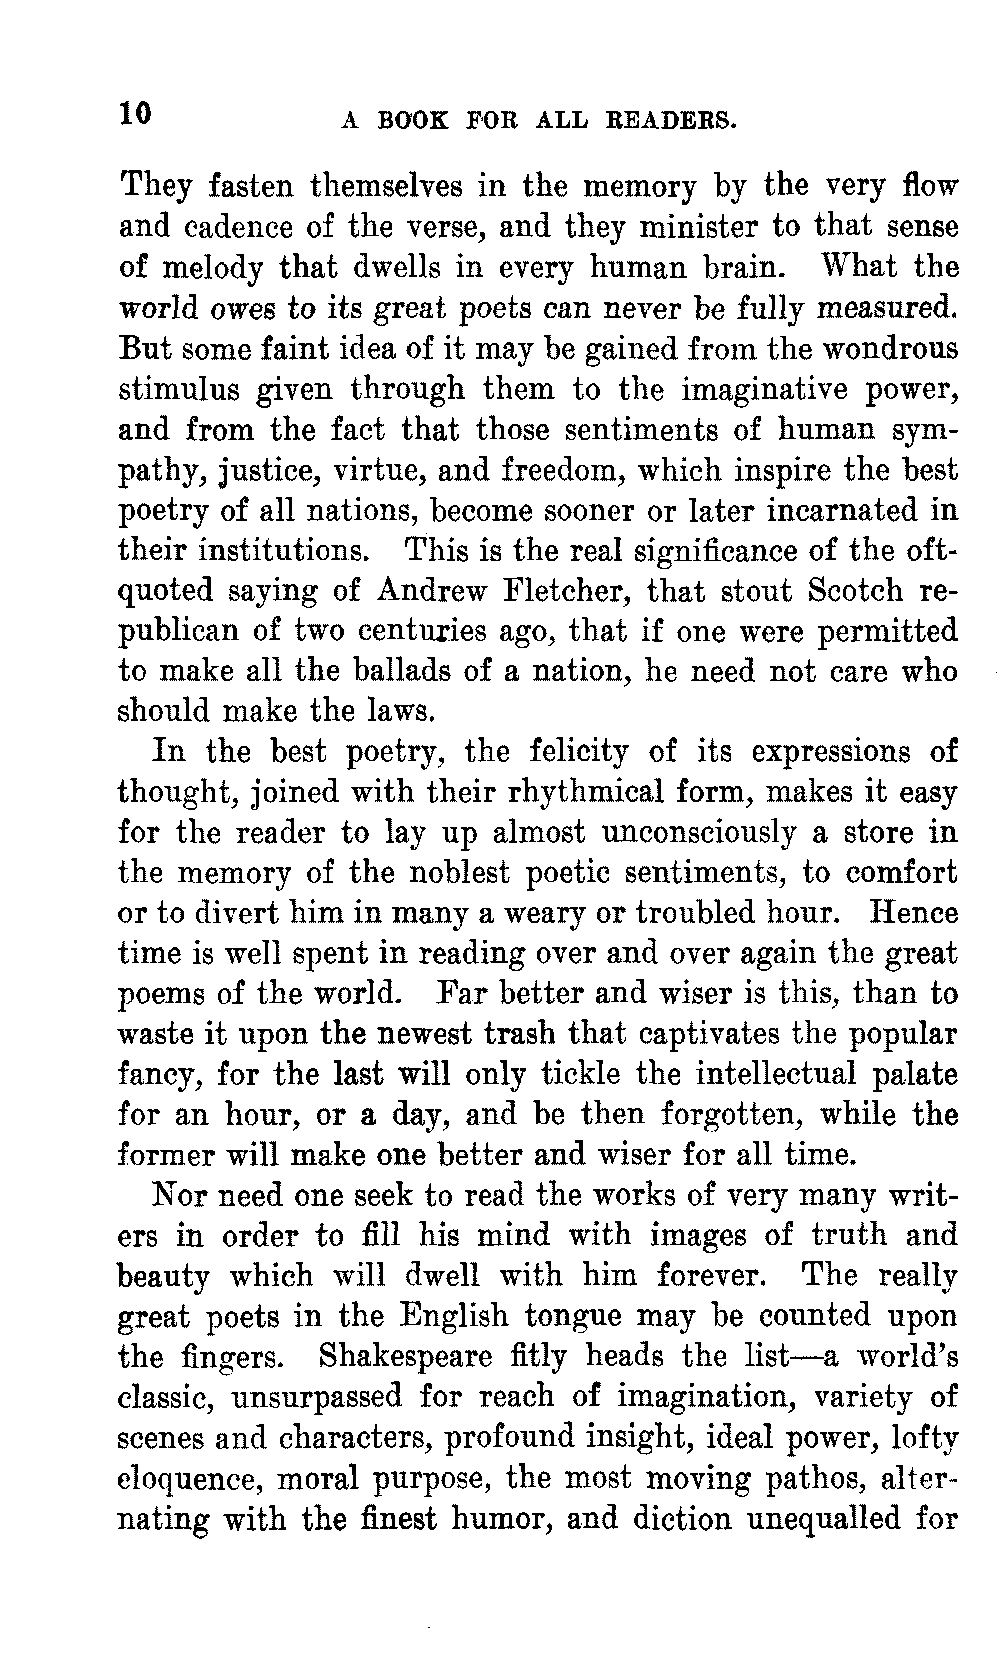 10
A BOOK FOR ALL READERS.
They fasten themselves in the memory by the very flow
and cadence of the verse, and they minister to that sense
of melody that dwells in every human brain. What the
world owes to its great poets can never be fully measured.
But some faint idea of it may be gained from the wondrous
stimulus given through them to the imaginative power,
and from the fact that those sentiments of human sym-
pathy, justice, virtue, and freedom, which inspire the best
poetry of all nations, become sooner or later incarnated in
their institutions. This is the real significance of the oft-
quoted saying of Andrew Fletcher, that stout Scotch re-
publican of two centuries ago, that if one were permitted
to make all the ballads of a nation, he need not care who
should make the laws.
In the best poetry, the felicity of its expressions of
thought, joined with their rhythmical form, makes it easy
for the reader to lay up almost unconsciously a store in
the memory of the noblest poetic sentiments, to comfort
or to divert him in many a weary or troubled hour. Hence
time is well spent in reading over and over again the great
poems of the world. Far better and wiser is this, than to
waste it upon the newest trash that captivates the popular
fancy, for the last will only tickle the intellectual palate
for an hour, or a day, and be then forgotten, while the
former will make one better and wiser for all time.
Nor need one seek to read the works of very many writ-
ers in order to fill his mind with images of truth and
beauty which will dwell with him forever. The really
great poets in the English tongue may be counted upon
the fingers. Shakespeare fitly heads the list—a world's
classic, unsurpassed for reach of imagination, variety of
scenes and characters, profound insight, ideal power, lofty
eloquence, moral purpose, the most moving pathos, alter-
nating with the finest humor, and diction unequalled for